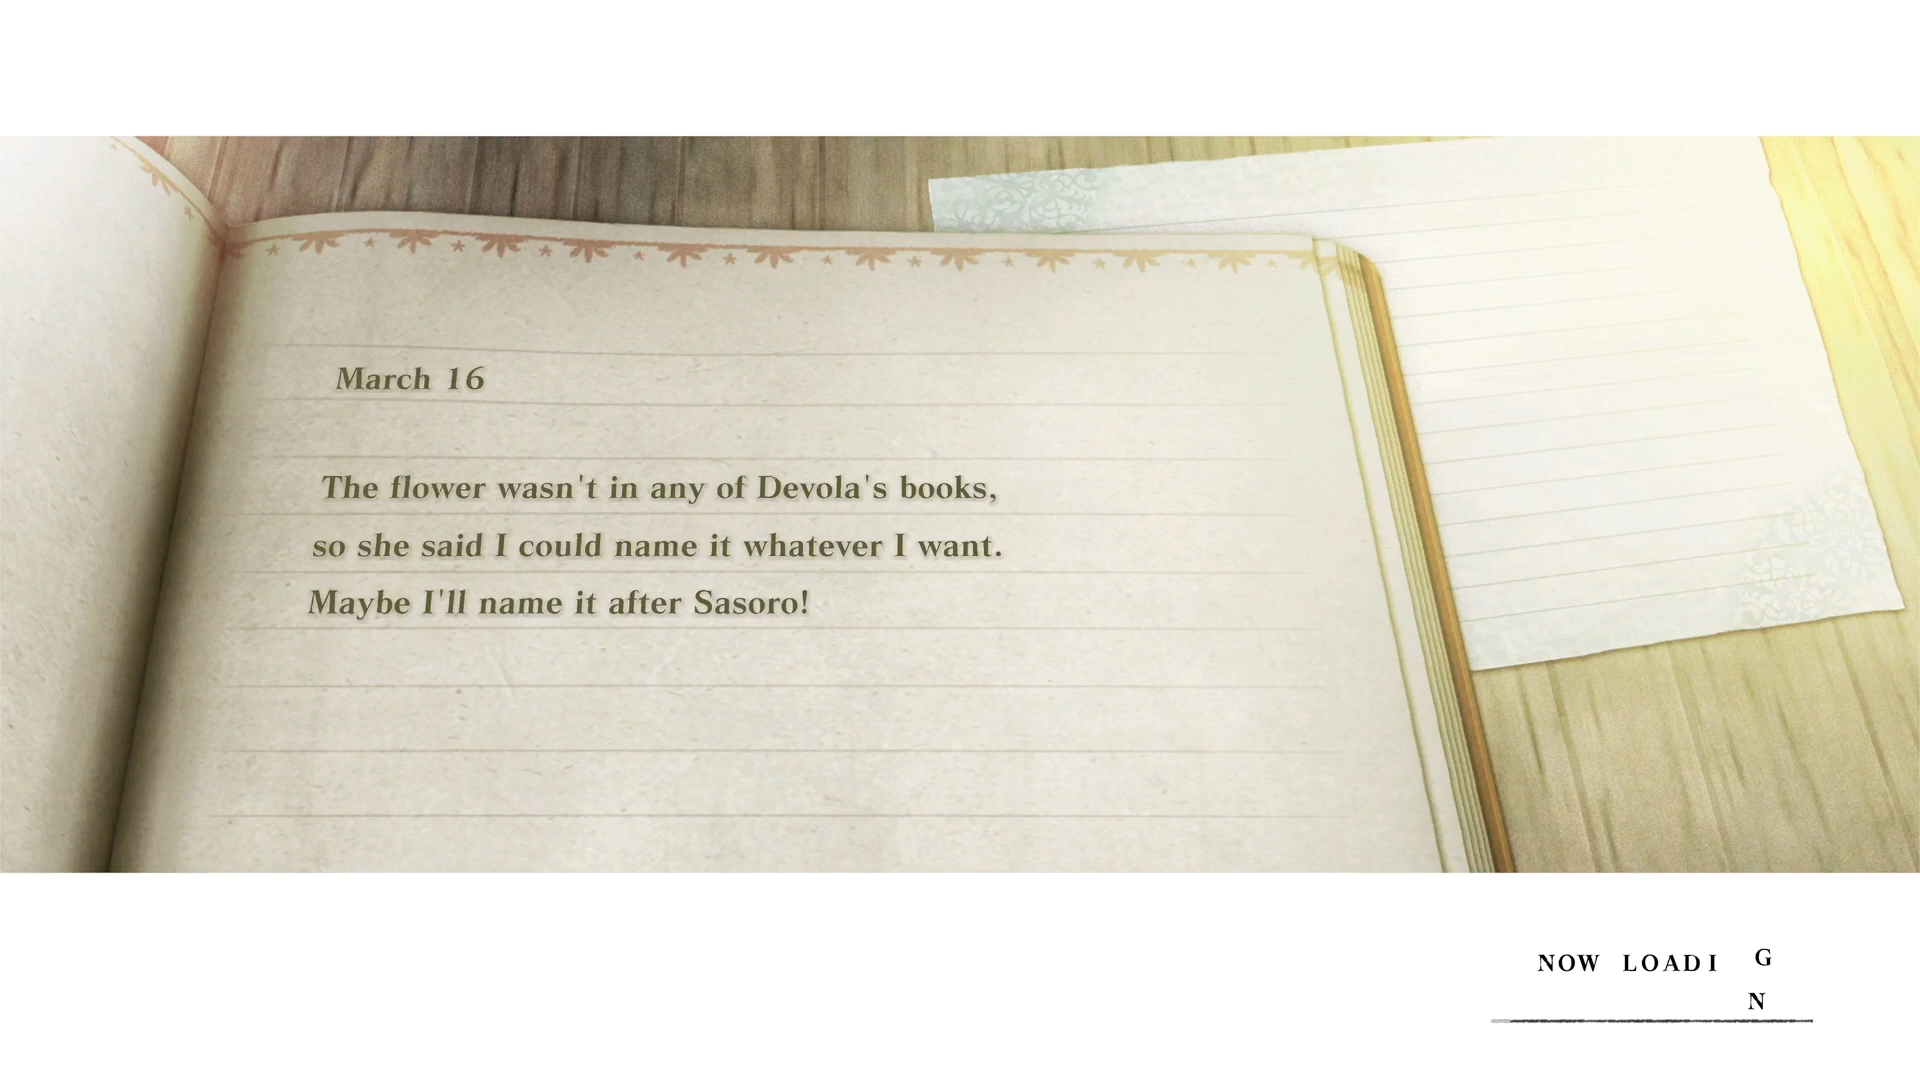 March 16
The flower wasn't in any of Devola's books,
so she said I could name it whatever I want.
Maybe I'll name it after Sasoro!
NOW LOADI G
N